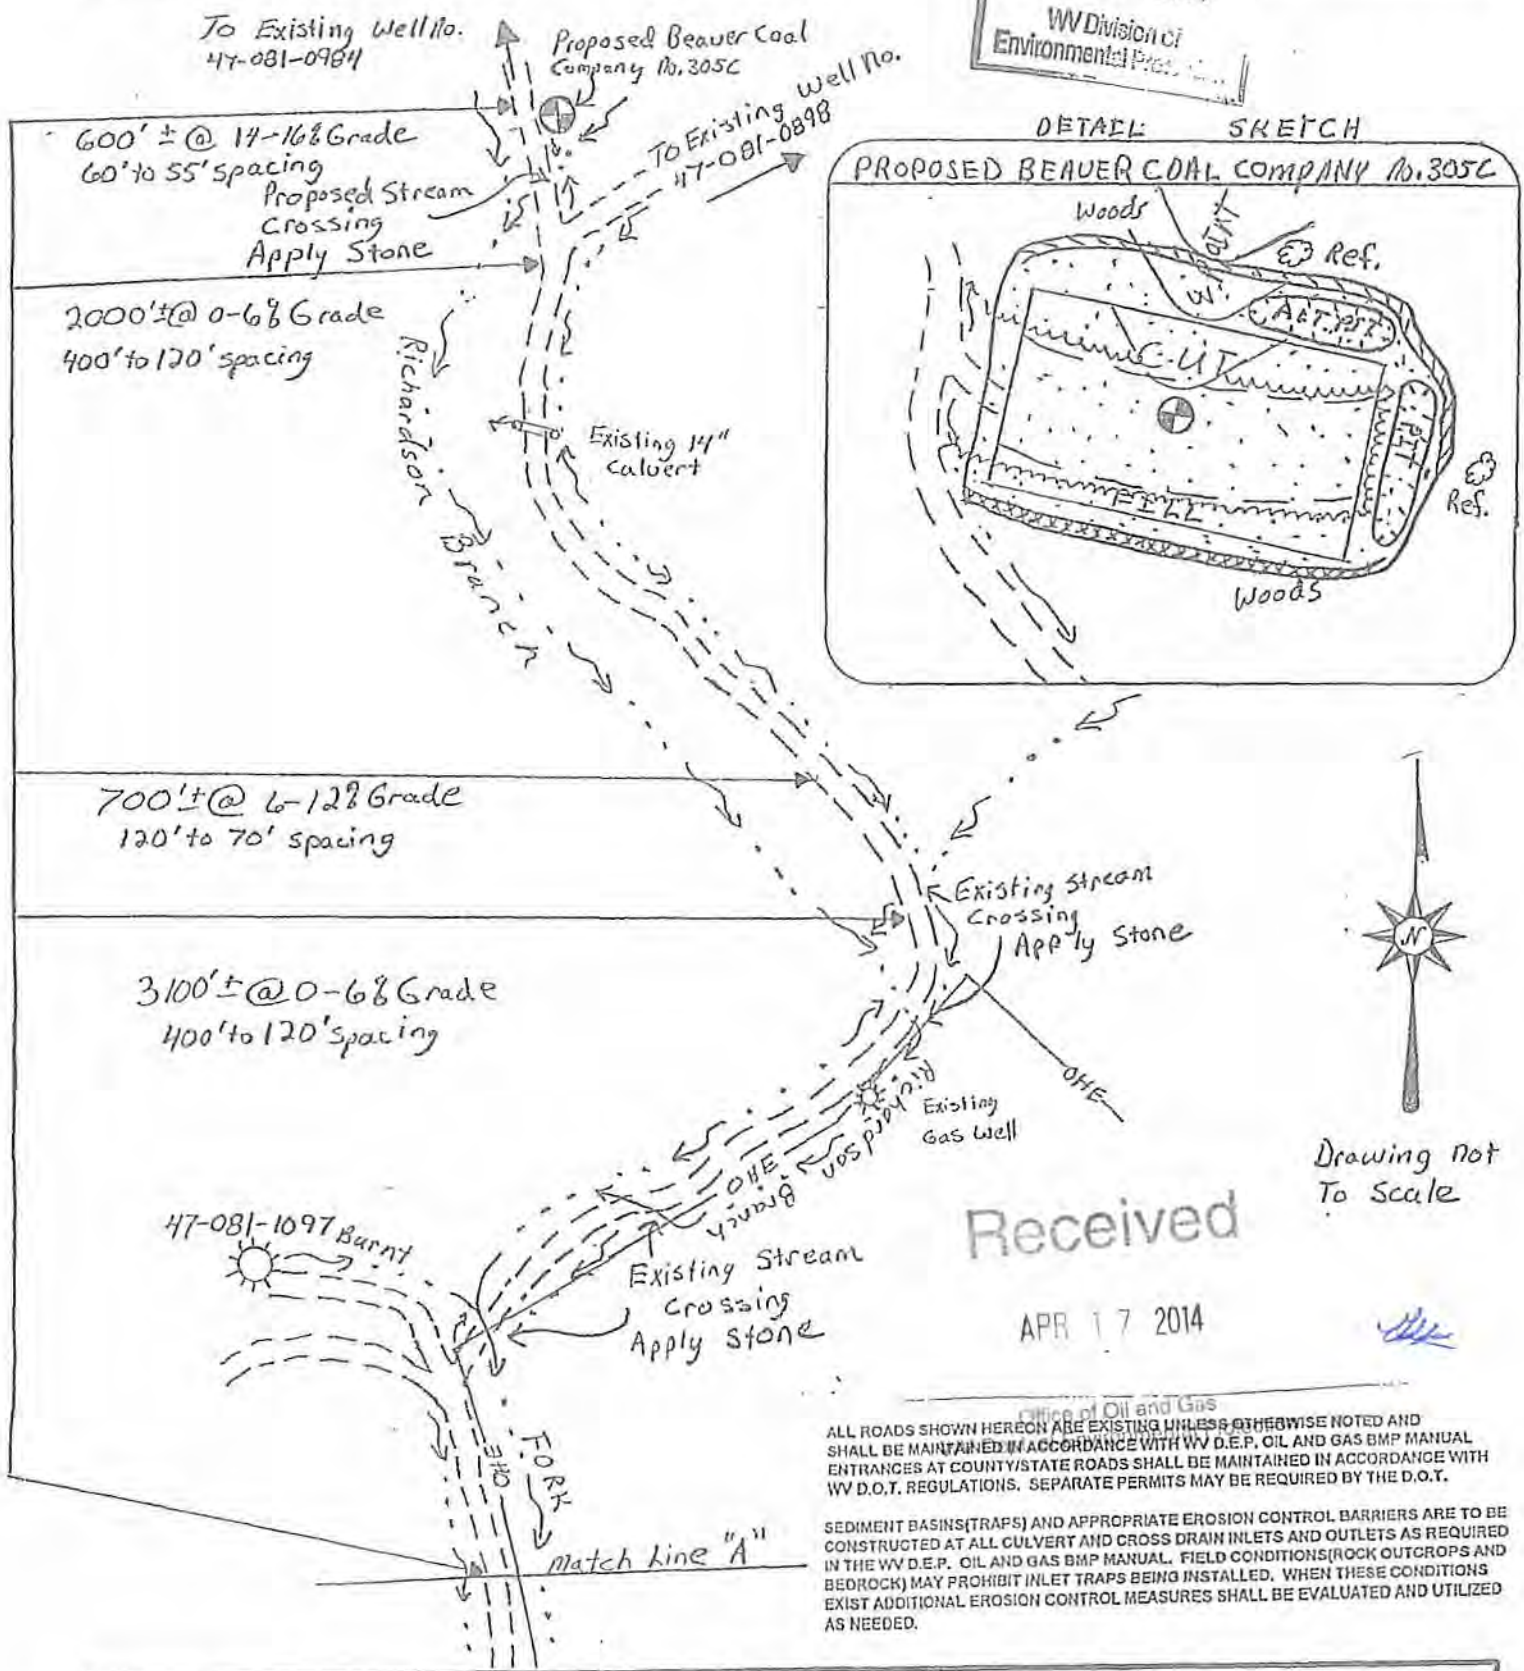 To Existing Well No.
47-081-0984
Proposed Beaver Coal
Company No. 305C
WV Division of
Environmental
600' ± @ 14-16% Grade
60' to 55' spacing
Proposed Stream
Crossing
Apply Stone
To Existing Well No.
47-081-0898
DETAIL SKETCH
PROPOSED BEAVER COAL COMPANY No. 305C
Woods
Ref.
ALT. PIT
CUT
PIT
FILL
Ref.
Woods
2000' ± @ 0-6% Grade
400' to 120' spacing
Richardson Branch
Existing 14"
Culvert
700' ± @ 6-12% Grade
120' to 70' spacing
Existing Stream
Crossing
Apply Stone
N
3100' ± @ 0-6% Grade
400' to 120' spacing
OHE
Existing
Gas Well
Richardson Branch
OHE
Drawing Not
To Scale
47-081-1097
Burnt
Existing Stream
Crossing
Apply Stone
Received
APR 17 2014
Office of Oil and Gas
OHE
FORK
Match Line "A"
ALL ROADS SHOWN HEREON ARE EXISTING UNLESS OTHERWISE NOTED AND
SHALL BE MAINTAINED IN ACCORDANCE WITH WV D.E.P. OIL AND GAS BMP MANUAL
ENTRANCES AT COUNTY/STATE ROADS SHALL BE MAINTAINED IN ACCORDANCE WITH
WV D.O.T. REGULATIONS. SEPARATE PERMITS MAY BE REQUIRED BY THE D.O.T.
SEDIMENT BASINS(TRAPS) AND APPROPRIATE EROSION CONTROL BARRIERS ARE TO BE
CONSTRUCTED AT ALL CULVERT AND CROSS DRAIN INLETS AND OUTLETS AS REQUIRED
IN THE WV D.E.P. OIL AND GAS BMP MANUAL. FIELD CONDITIONS(ROCK OUTCROPS AND
BEDROCK) MAY PROHIBIT INLET TRAPS BEING INSTALLED. WHEN THESE CONDITIONS
EXIST ADDITIONAL EROSION CONTROL MEASURES SHALL BE EVALUATED AND UTILIZED
AS NEEDED.